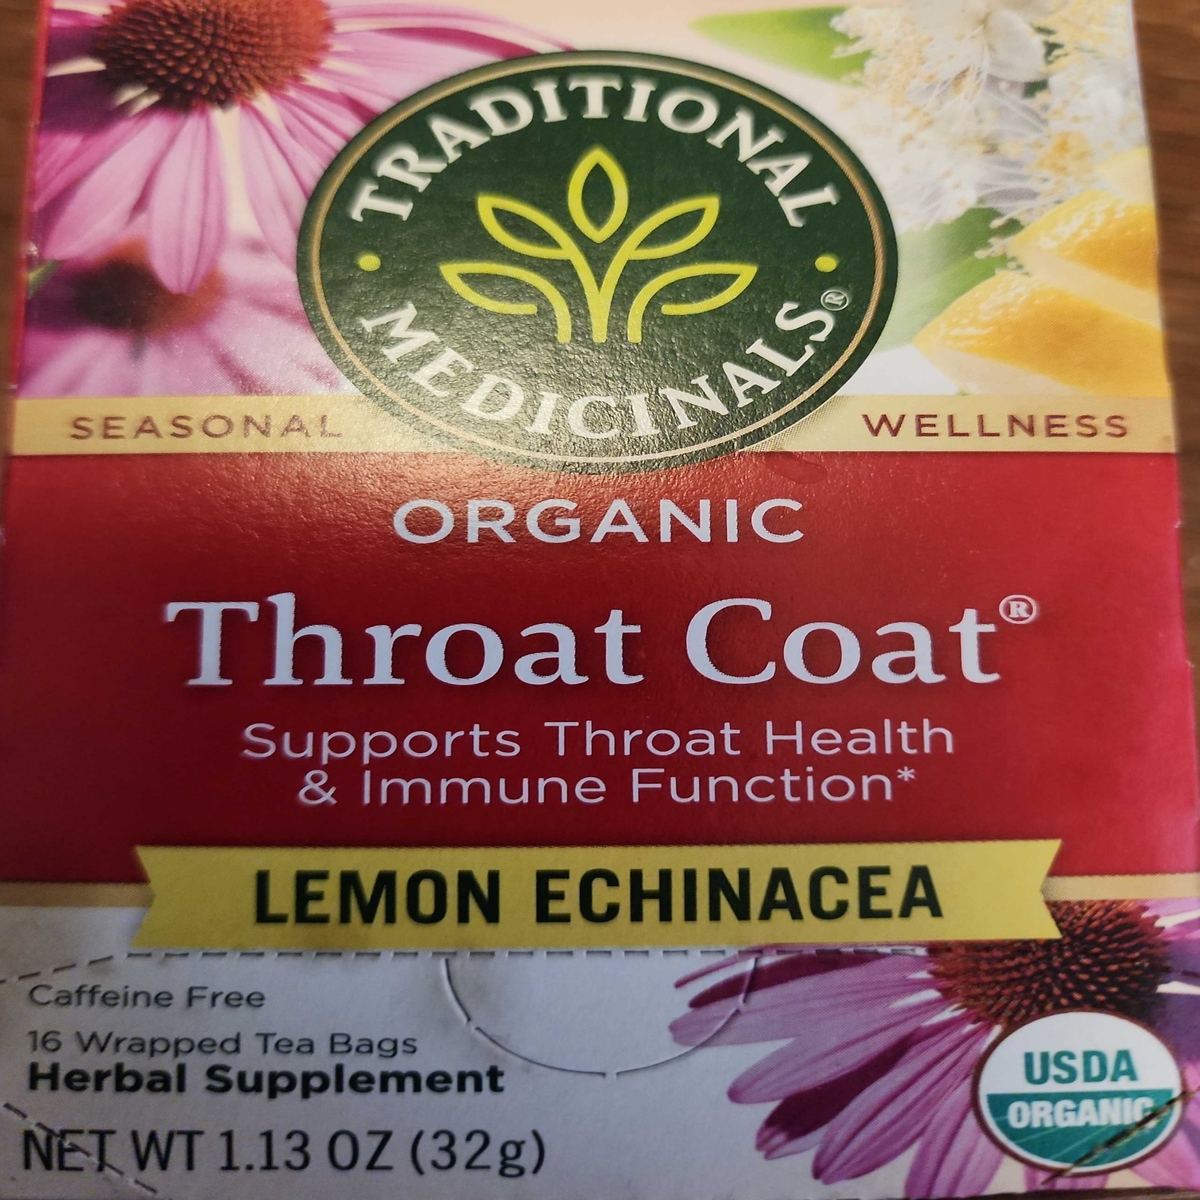 TRADITIONAL
MEDICINALS®
SEASONAL WELLNESS
ORGANIC
Throat Coat®
Supports Throat Health
& Immune Function*
LEMON ECHINACEA
Caffeine Free
16 Wrapped Tea Bags
Herbal Supplement
NET WT 1.13 OZ (32g)
USDA
ORGANIC